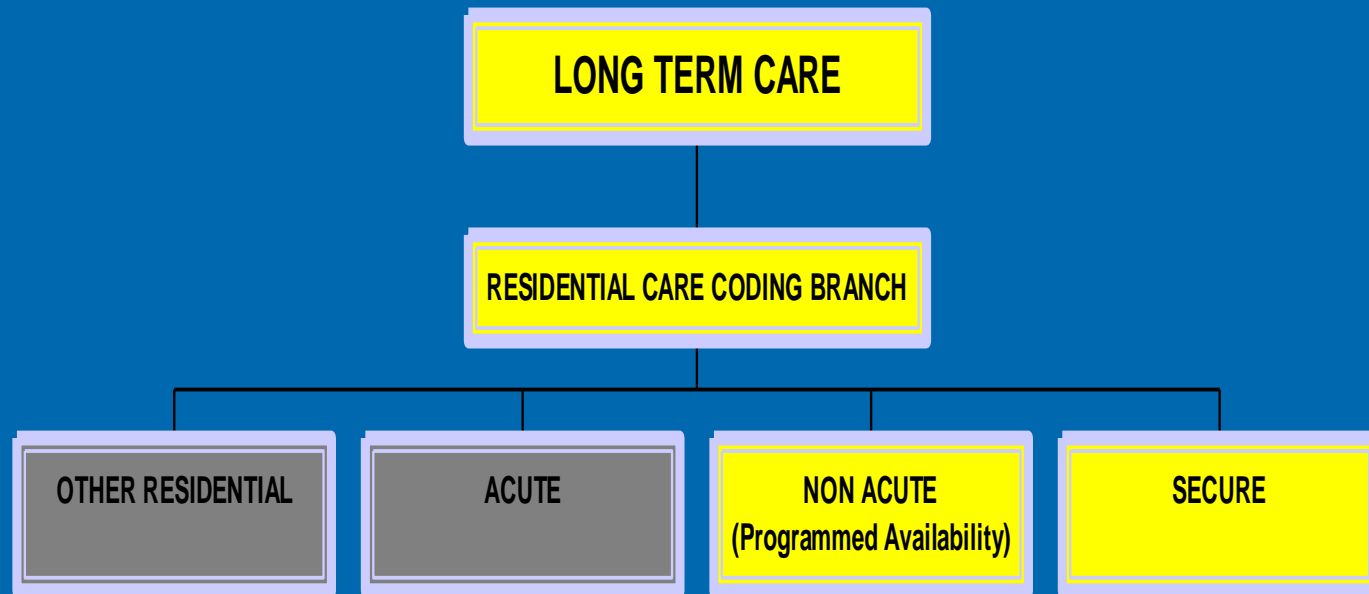 LONG TERM CARE
RESIDENTIAL CARE CODING BRANCH
OTHER RESIDENTIAL
ACUTE
NON ACUTE
(Programmed Availability)
SECURE